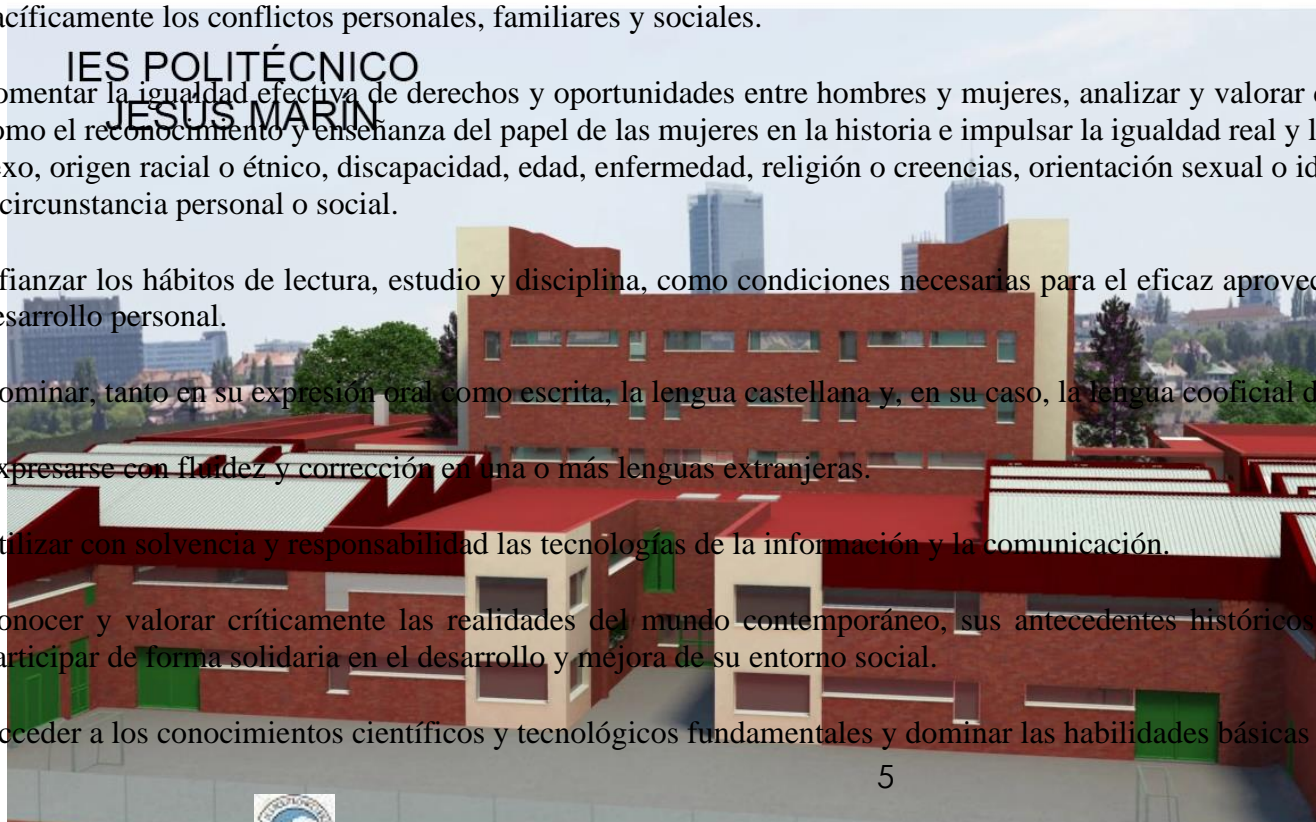 acíficamente los conflictos personales, familiares y sociales.
IES POLITÉCNICO
JESÚS MARÍN
omentar la igualdad efectiva de derechos y oportunidades entre hombres y mujeres, analizar y valorar
omo el reconocimiento y enseñanza del papel de las mujeres en la historia e impulsar la igualdad real y l
exo, origen racial o étnico, discapacidad, edad, enfermedad, religión o creencias, orientación sexual o id
circunstancia personal o social.
fianzar los hábitos de lectura, estudio y disciplina, como condiciones necesarias para el eficaz aprovec
esarrollo personal.
ominar, tanto en su expresión oral como escrita, la lengua castellana y, en su caso, la lengua cooficial d
xpresarse con fluidez y corrección en una o más lenguas extranjeras.
tilizar con solvencia y responsabilidad las tecnologías de la información y la comunicación.
onocer y valorar críticamente las realidades del mundo contemporáneo, sus antecedentes históricos
articipar de forma solidaria en el desarrollo y mejora de su entorno social.
cceder a los conocimientos científicos y tecnológicos fundamentales y dominar las habilidades básicas
5